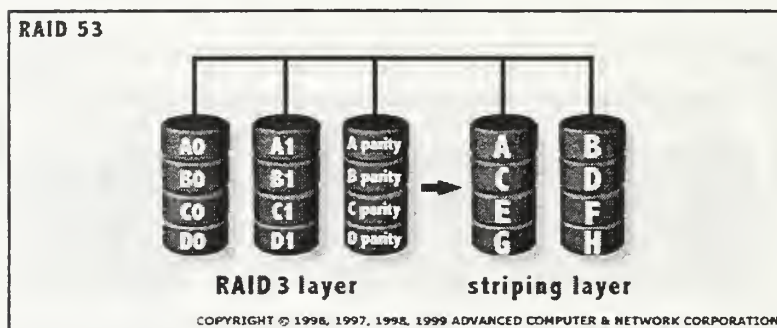 RAID 53
A0 A1 A parity A B
B0 B1 B parity C D
C0 C1 C parity E F
D0 D1 D parity G H
RAID 3 layer striping layer
COPYRIGHT © 1996, 1997, 1998, 1999 ADVANCED COMPUTER & NETWORK CORPORATION